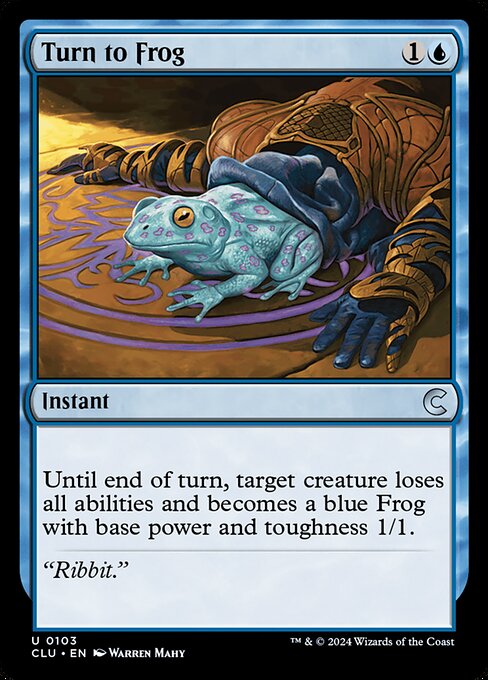 Turn to Frog 1
Instant
Until end of turn, target creature loses
all abilities and becomes a blue Frog
with base power and toughness 1/1.
“Ribbit.”
U 0103
CLU • EN Warren Mahy
™ & © 2024 Wizards of the Coast